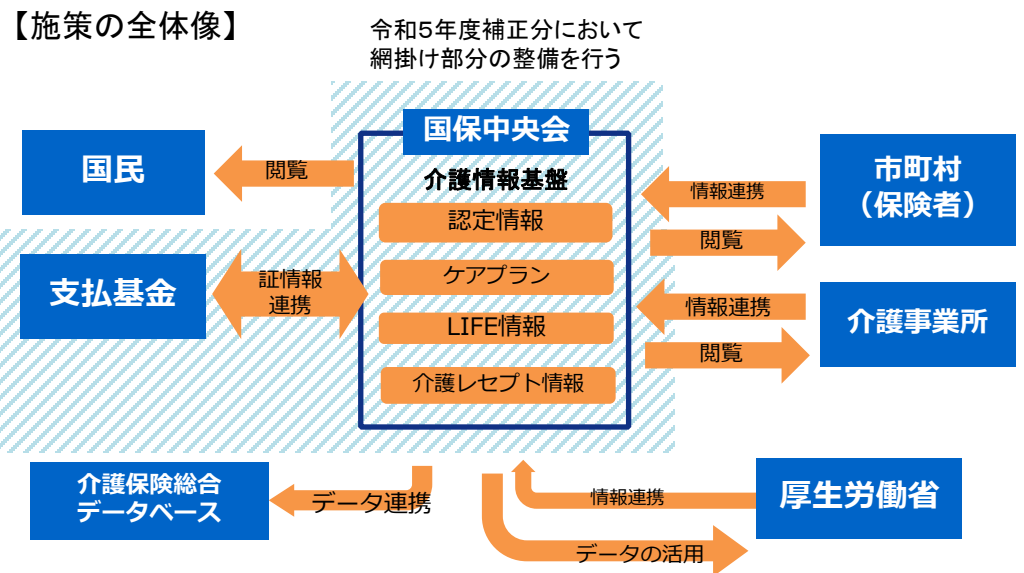 【施策の全体像】
令和5年度補正分において
網掛け部分の整備を行う
国保中央会
介護情報基盤
認定情報
ケアプラン
LIFE情報
介護レセプト情報
国民
閲覧
支払基金
証情報
連携
市町村
（保険者）
情報連携
閲覧
介護事業所
情報連携
閲覧
介護保険総合
データベース
データ連携
厚生労働省
情報連携
データの活用